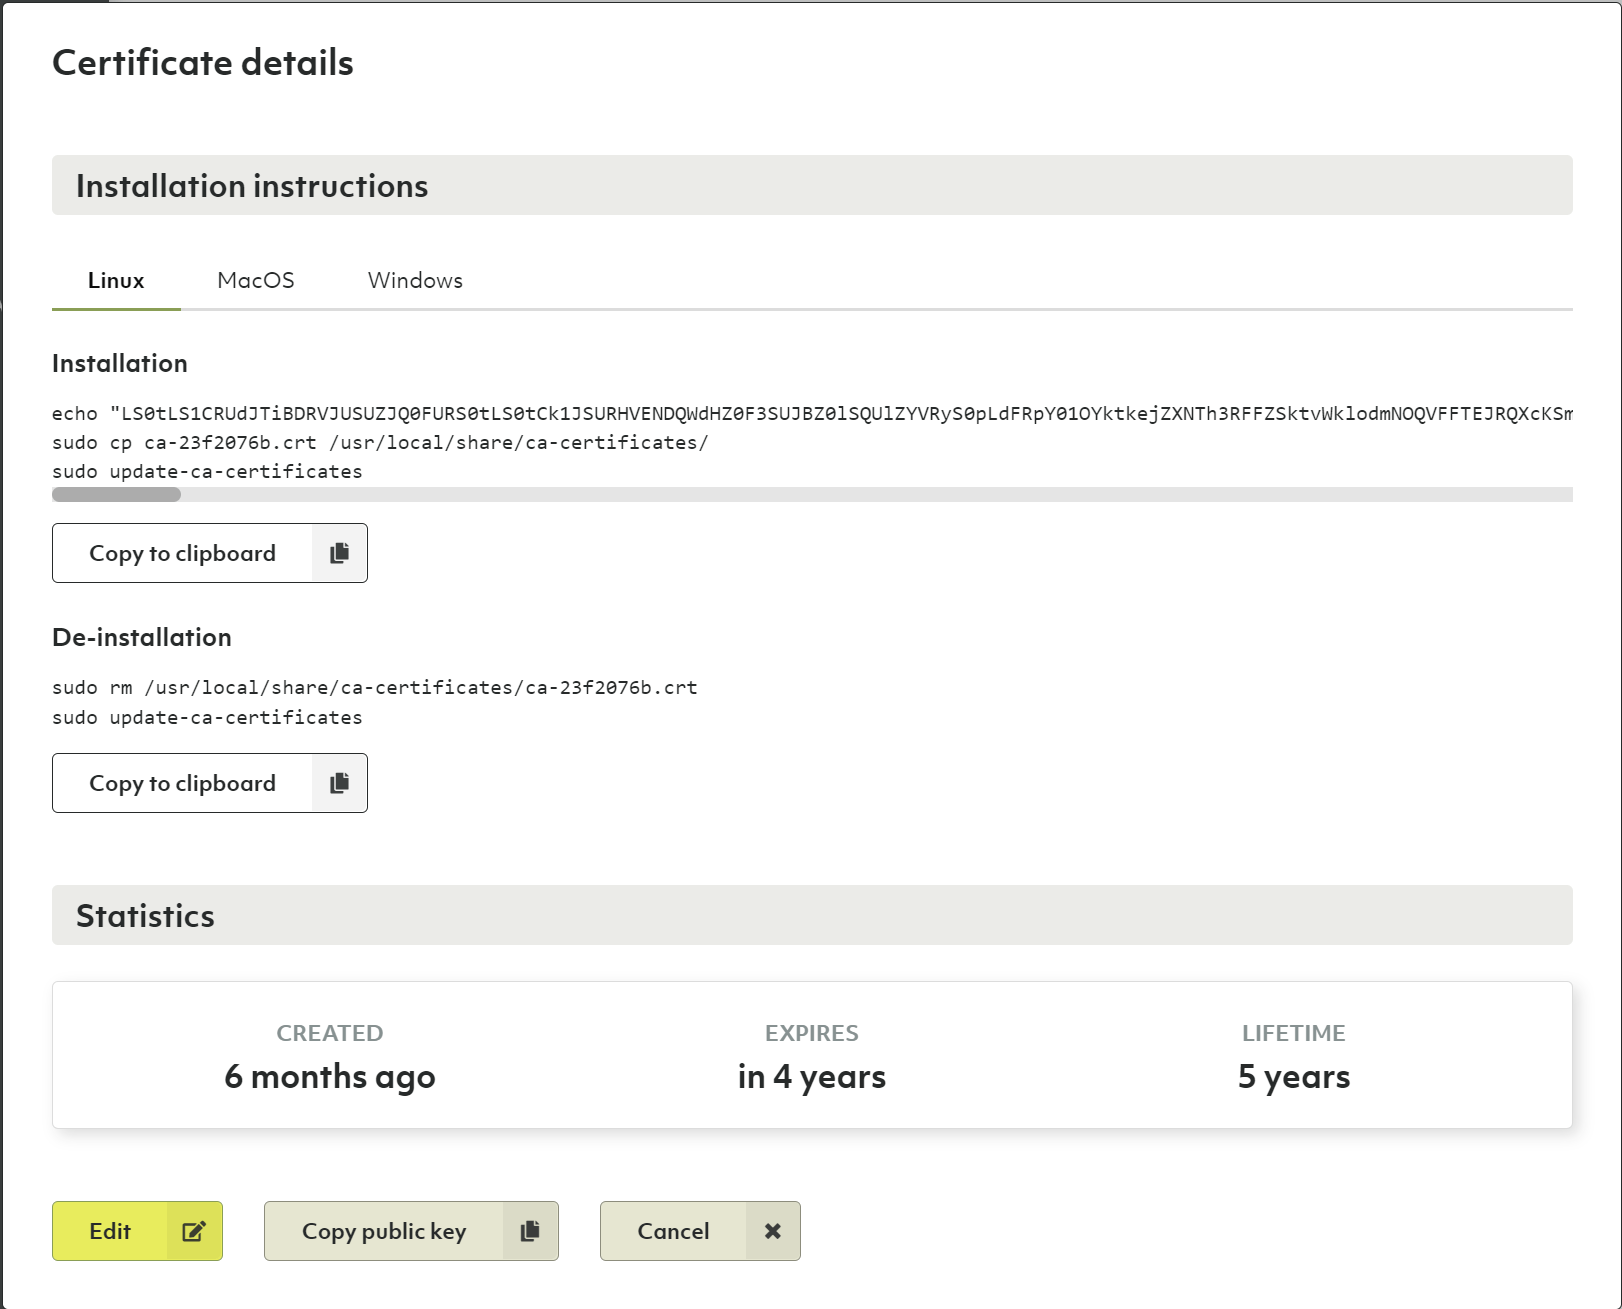 Certificate details
Installation instructions
Linux MacOS Windows
Installation
echo "LS0tLS1CRUdJTiBDRVJUSUZJQ0FURS0tLS0tCk1JSURHVENDQWdHZ0F3SUJBZ0lSQUlZYVRyS0pLdFRpY01OYktkejZXNTh3RFFZSktvWklodmNOQVFFTEJRQXcKSm
sudo cp ca-23f2076b.crt /usr/local/share/ca-certificates/
sudo update-ca-certificates
Copy to clipboard
De-installation
sudo rm /usr/local/share/ca-certificates/ca-23f2076b.crt
sudo update-ca-certificates
Copy to clipboard
Statistics
CREATED EXPIRES LIFETIME
6 months ago in 4 years 5 years
Edit Copy public key Cancel